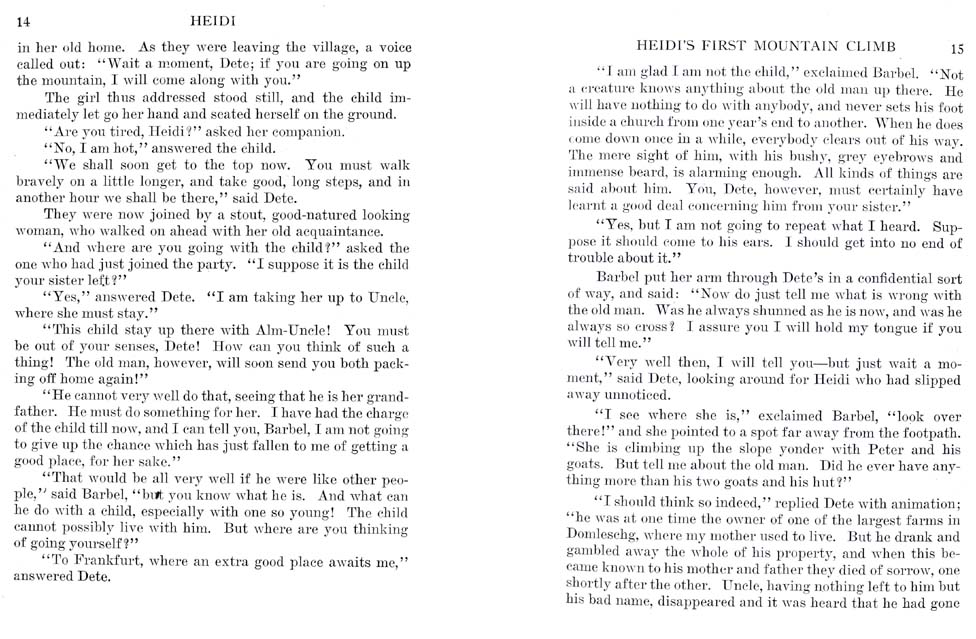 14 HEIDI
in her old home. As they were leaving the village, a voice
called out: "Wait a moment, Dete; if you are going on up
the mountain, I will come along with you."
The girl thus addressed stood still, and the child im-
mediately let go her hand and seated herself on the ground.
"Are you tired, Heidi?" asked her companion.
"No, I am hot," answered the child.
"We shall soon get to the top now. You must walk
bravely on a little longer, and take good, long steps, and in
another hour we shall be there," said Dete.
They were now joined by a stout, good-natured looking
woman, who walked on ahead with her old acquaintance.
"And where are you going with the child?" asked the
one who had just joined the party. "I suppose it is the child
your sister left?"
"Yes," answered Dete. "I am taking her up to Uncle,
where she must stay."
"This child stay up there with Alm-Uncle! You must
be out of your senses, Dete! How can you think of such a
thing! The old man, however, will soon send you both pack-
ing off home again!"
"He cannot very well do that, seeing that he is her grand-
father. He must do something for her. I have had the charge
of the child till now, and I can tell you, Barbel, I am not going
to give up the chance which has just fallen to me of getting a
good place, for her sake."
"That would be all very well if he were like other peo-
ple," said Barbel, "but you know what he is. And what can
he do with a child, especially with one so young! The child
cannot possibly live with him. But where are you thinking
of going yourself?"
"To Frankfurt, where an extra good place awaits me,"
answered Dete.
HEIDI'S FIRST MOUNTAIN CLIMB 15
"I am glad I am not the child," exclaimed Barbel. "Not
a creature knows anything about the old man up there. He
will have nothing to do with anybody, and never sets his foot
inside a church from one year's end to another. When he does
come down once in a while, everybody clears out of his way.
The mere sight of him, with his bushy, grey eyebrows and
immense beard, is alarming enough. All kinds of things are
said about him. You, Dete, however, must certainly have
learnt a good deal concerning him from your sister."
"Yes, but I am not going to repeat what I heard. Sup-
pose it should come to his ears. I should get into no end of
trouble about it."
Barbel put her arm through Dete's in a confidential sort
of way, and said: "Now do just tell me what is wrong with
the old man. Was he always shunned as he is now, and was he
always so cross? I assure you I will hold my tongue if you
will tell me."
"Very well then, I will tell you—but just wait a mo-
ment," said Dete, looking around for Heidi who had slipped
away unnoticed.
"I see where she is," exclaimed Barbel, "look over
there!" and she pointed to a spot far away from the footpath.
"She is climbing up the slope yonder with Peter and his
goats. But tell me about the old man. Did he ever have any-
thing more than his two goats and his hut?"
"I should think so indeed," replied Dete with animation;
"he was at one time the owner of one of the largest farms in
Domleschg, where my mother used to live. But he drank and
gambled away the whole of his property, and when this be-
came known to his mother and father they died of sorrow, one
shortly after the other. Uncle, having nothing left to him but
his bad name, disappeared and it was heard that he had gone